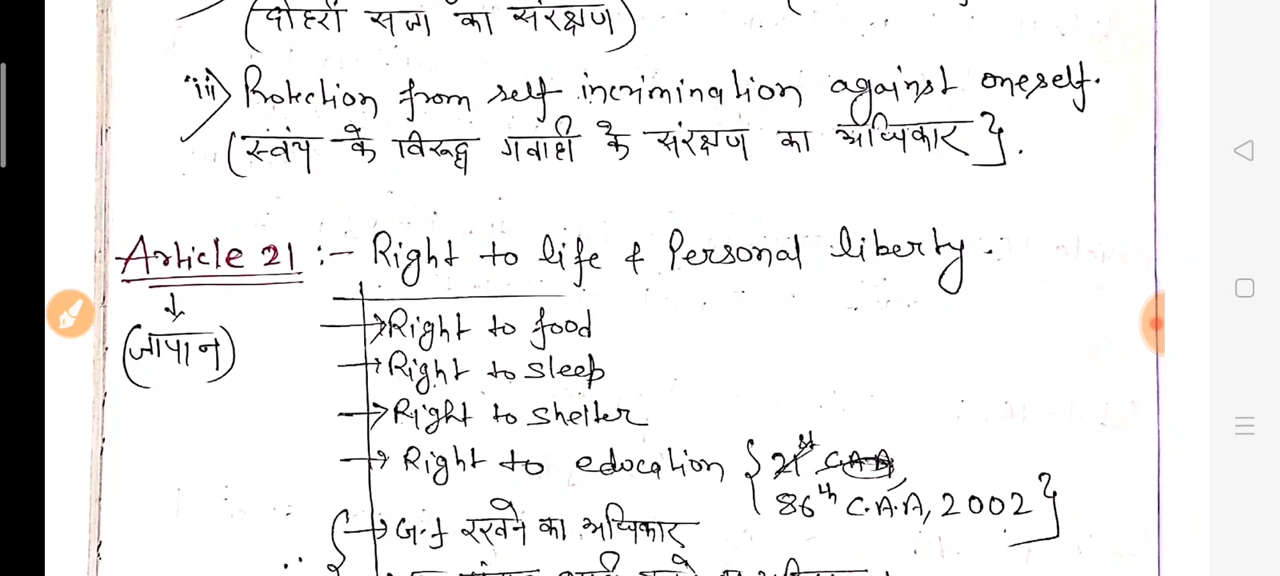 (दोहरी सजा का संरक्षण)
iii) Protection from self incrimination against oneself.
(स्वंय के विरूद्ध गवाही के संरक्षण का अधिकार}.
Article 21 :- Right to life & Personal liberty.
(जापान)
→ Right to food
→ Right to sleep
→ Right to shelter
→ Right to education { 21st C.A.A
86th C.A.A, 2002 }
{ → G.f रखने का अधिकार